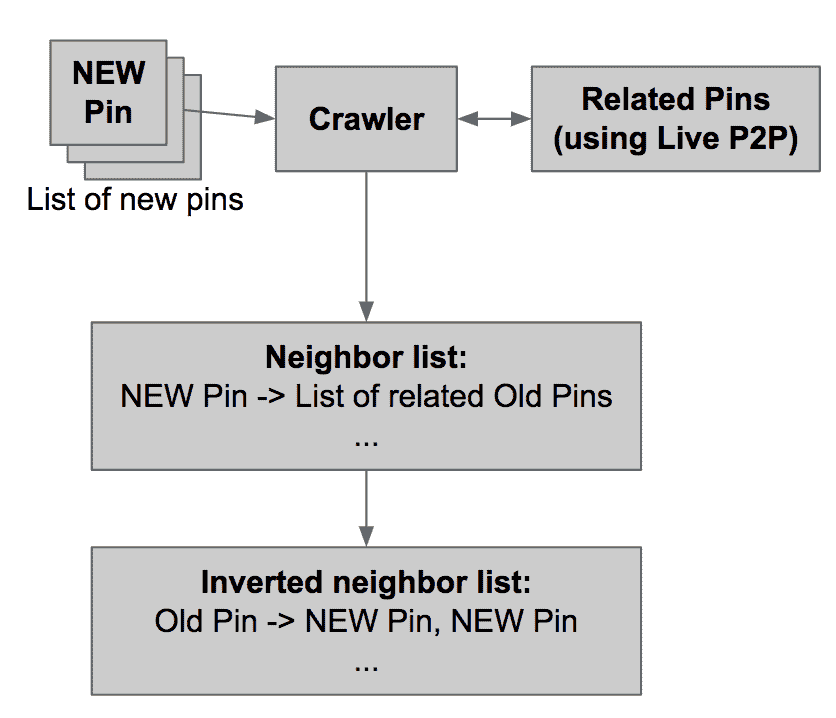 NEW
Pin
List of new pins
Crawler
Related Pins
(using Live P2P)
Neighbor list:
NEW Pin -> List of related Old Pins
...
Inverted neighbor list:
Old Pin -> NEW Pin, NEW Pin
...